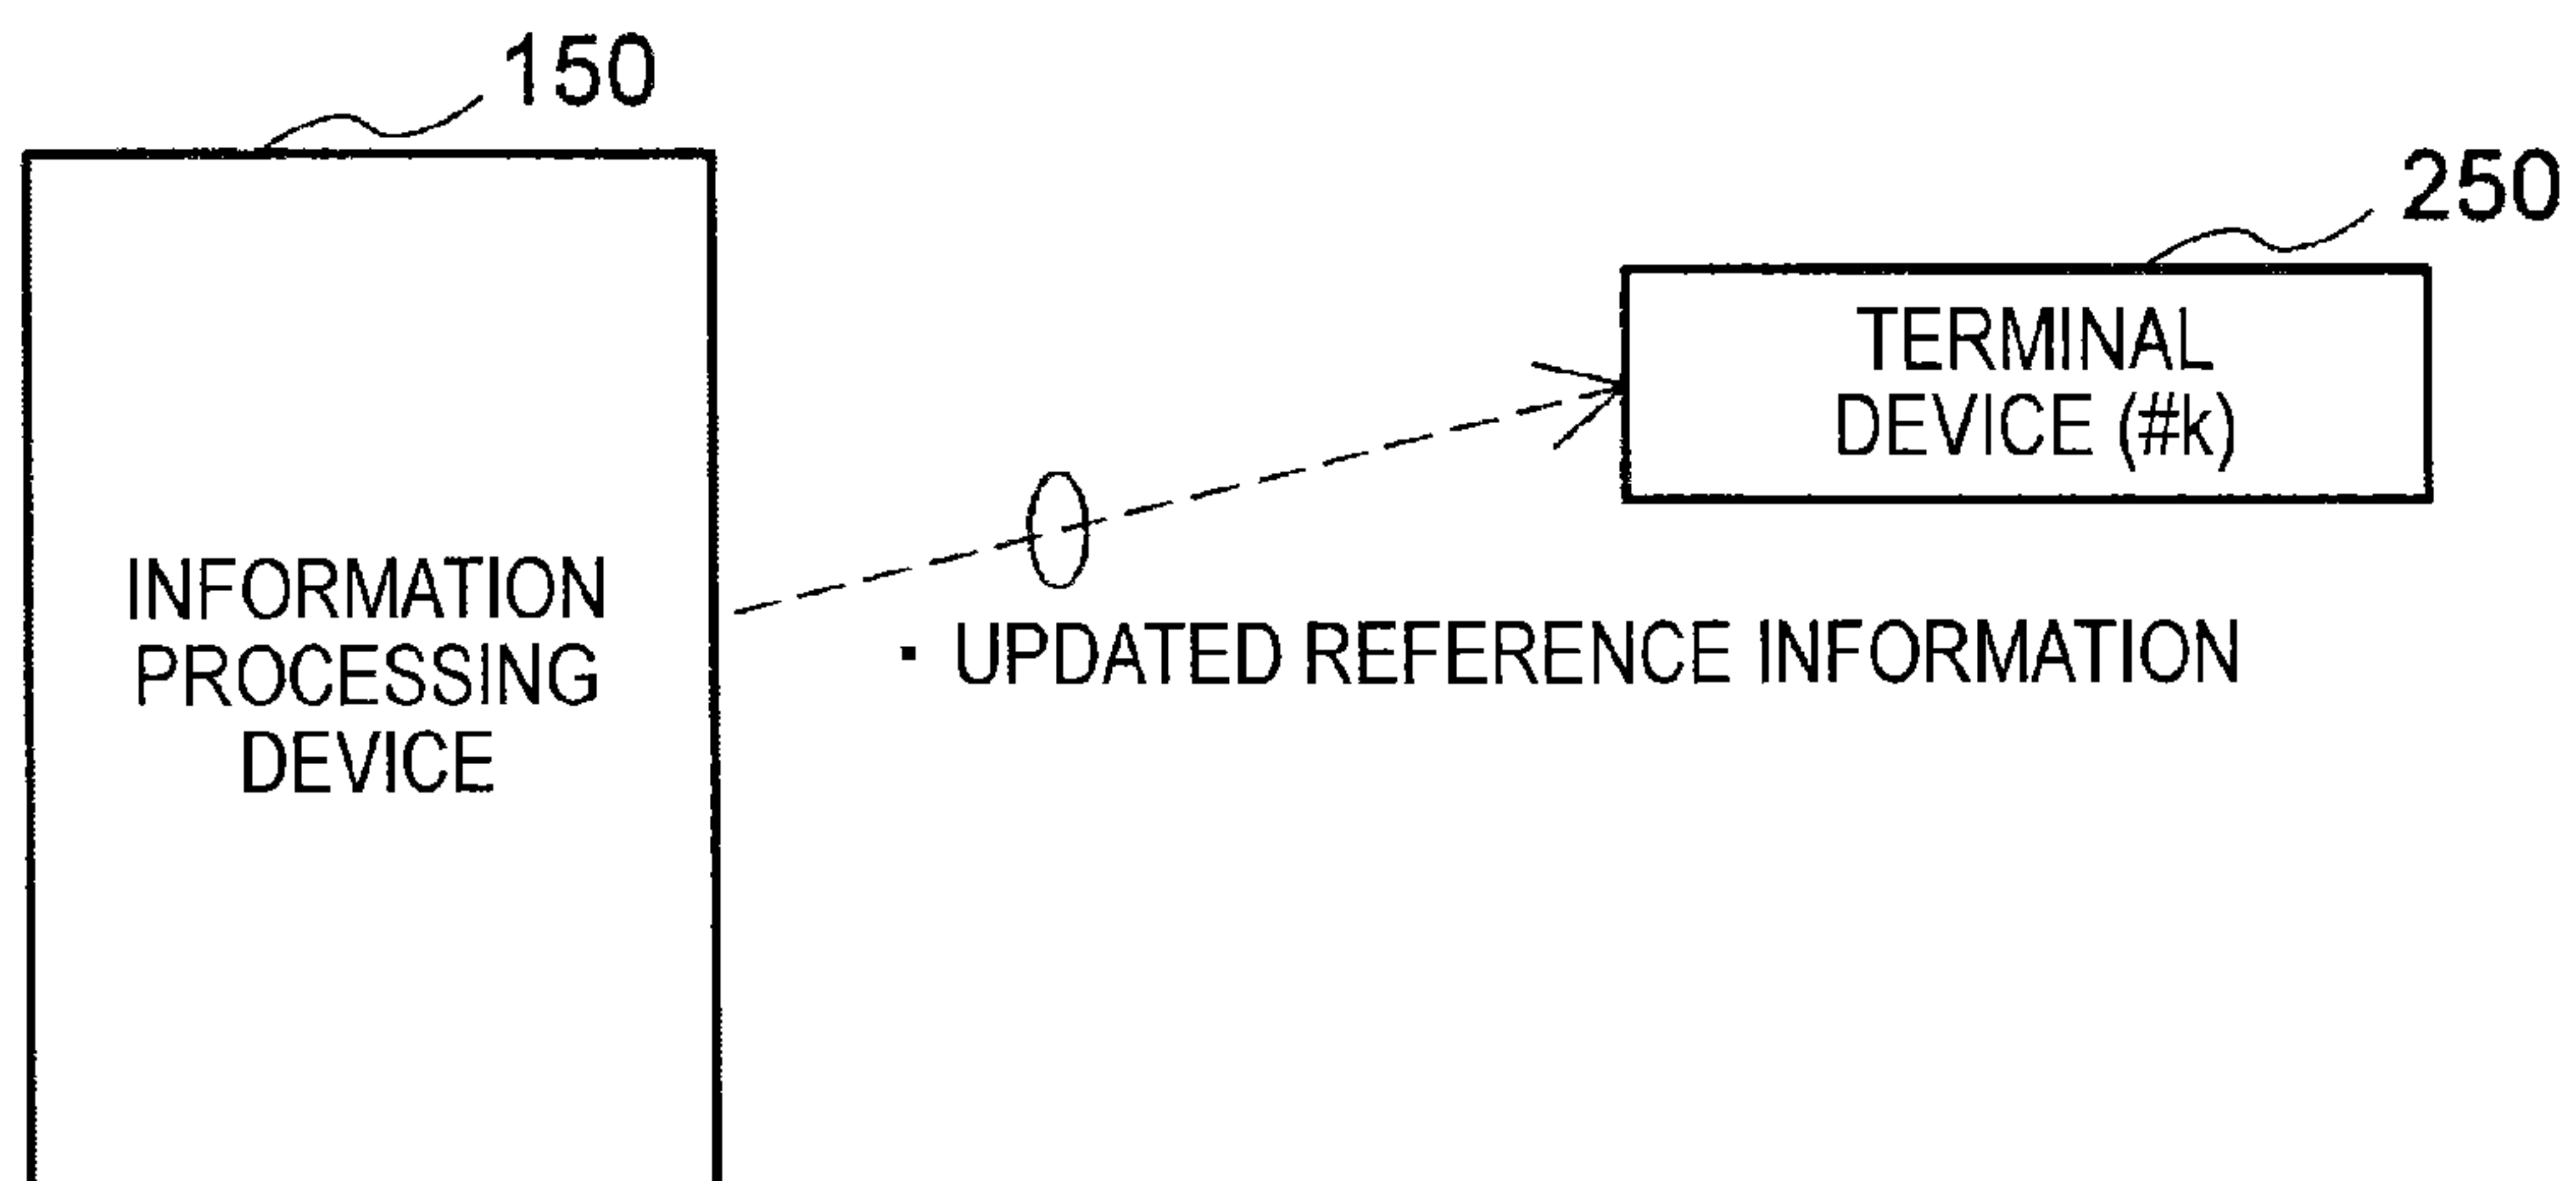 150
250
TERMINAL
DEVICE (#k)
INFORMATION
PROCESSING
DEVICE
· UPDATED REFERENCE INFORMATION